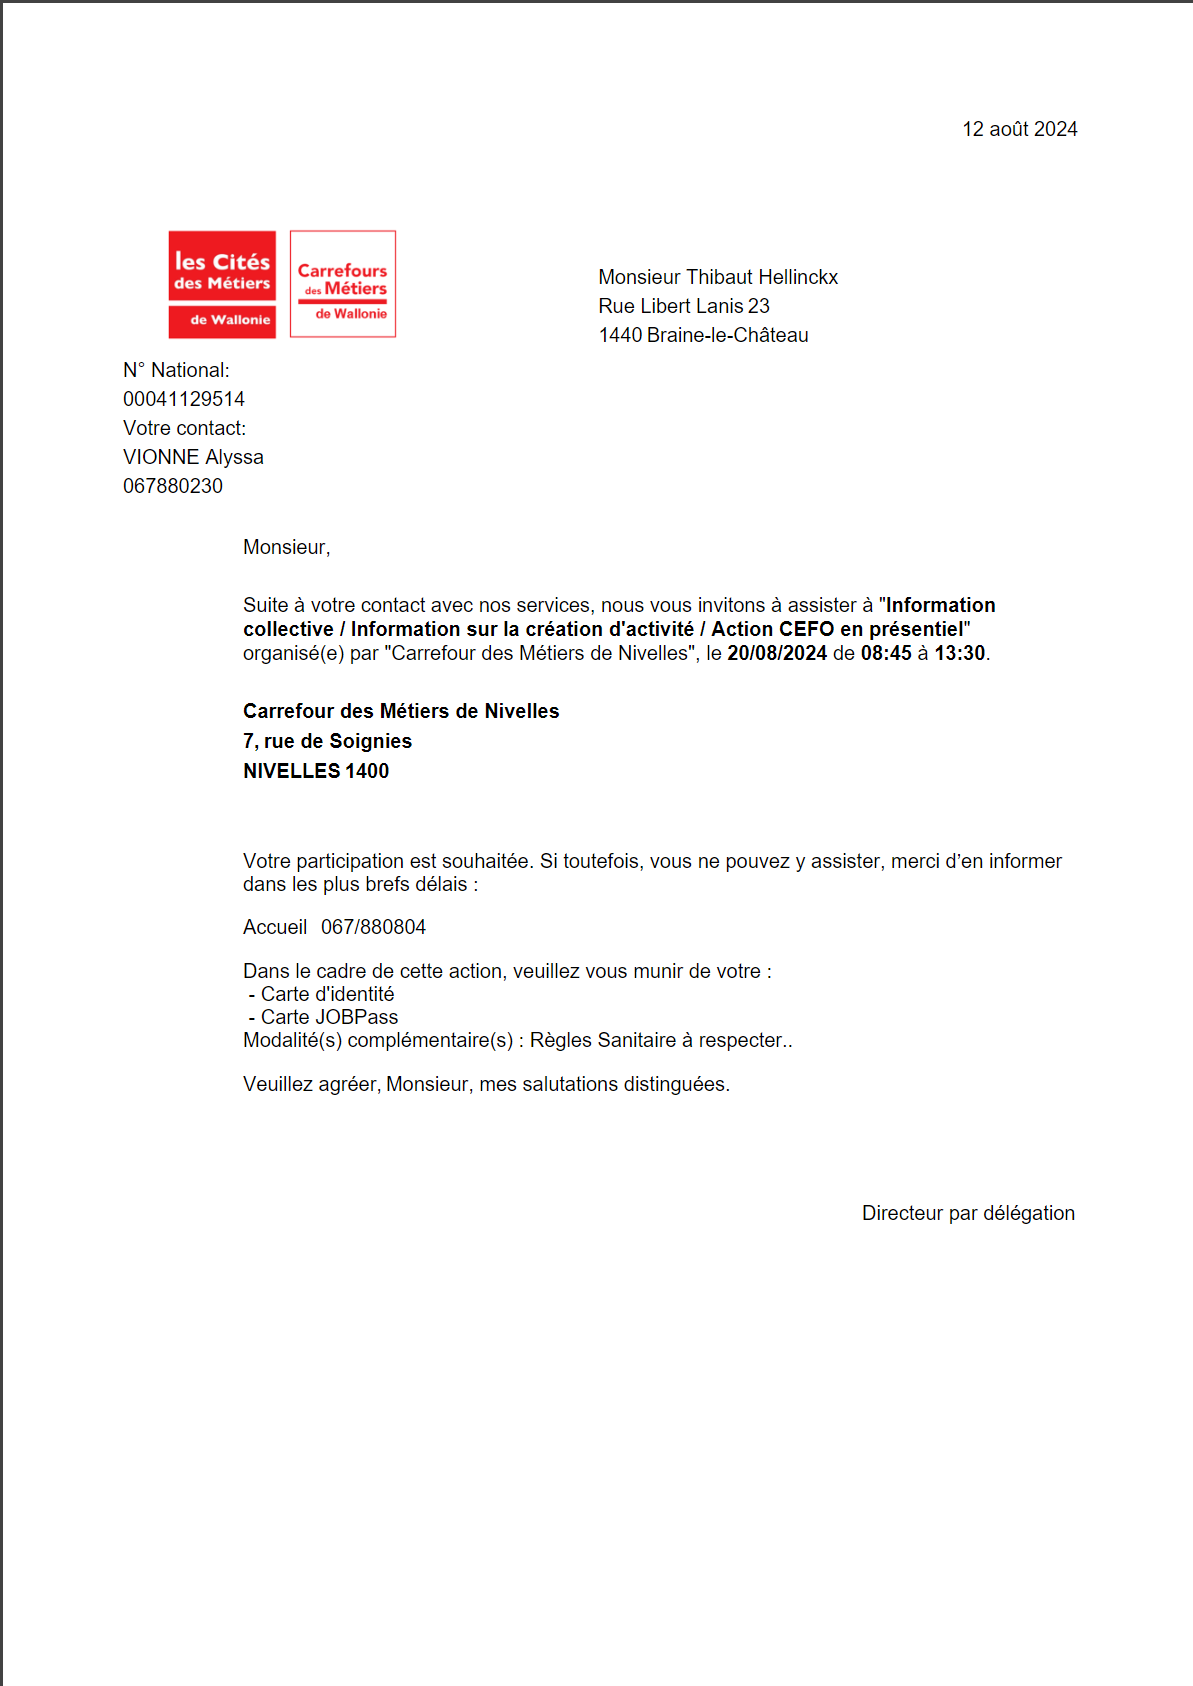 12 août 2024
les Cités
des Métiers
de Wallonie
Carrefours
des Métiers
de Wallonie
Monsieur Thibaut Hellinckx
Rue Libert Lanis 23
1440 Braine-le-Château
N° National:
00041129514
Votre contact:
VIONNE Alyssa
067880230
Monsieur,
Suite à votre contact avec nos services, nous vous invitons à assister à "Information
collective / Information sur la création d'activité / Action CEFO en présentiel"
organisé(e) par "Carrefour des Métiers de Nivelles", le 20/08/2024 de 08:45 à 13:30.
Carrefour des Métiers de Nivelles
7, rue de Soignies
NIVELLES 1400
Votre participation est souhaitée. Si toutefois, vous ne pouvez y assister, merci d’en informer
dans les plus brefs délais :
Accueil 067/880804
Dans le cadre de cette action, veuillez vous munir de votre :
- Carte d'identité
- Carte JOBPass
Modalité(s) complémentaire(s) : Règles Sanitaire à respecter..
Veuillez agréer, Monsieur, mes salutations distinguées.
Directeur par délégation